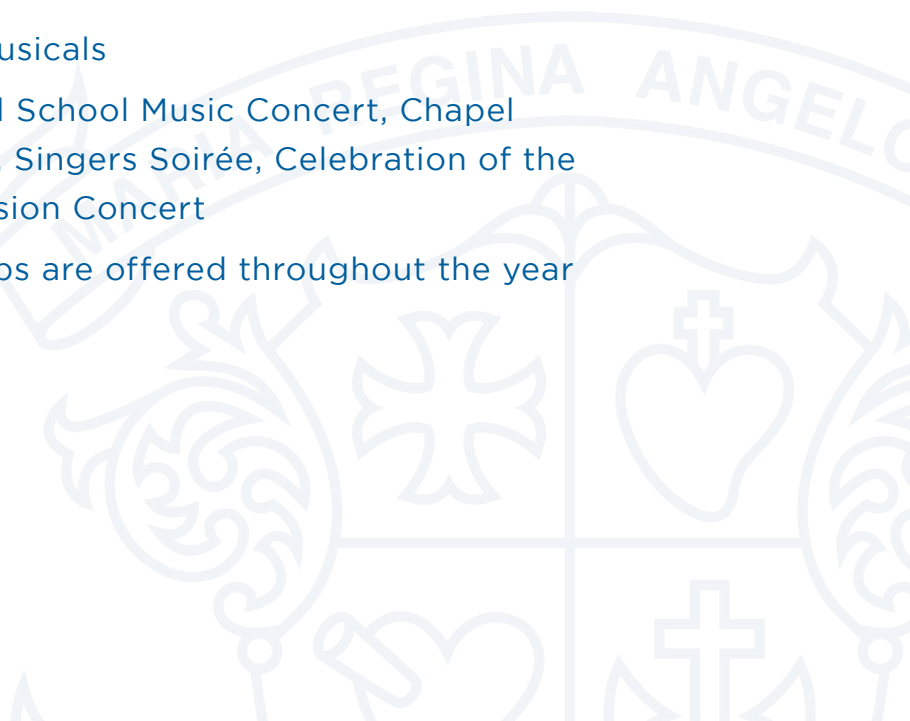 usicals
l School Music Concert, Chapel
, Singers Soirée, Celebration of the
sion Concert
os are offered throughout the year
MARIA REGINA ANGELO